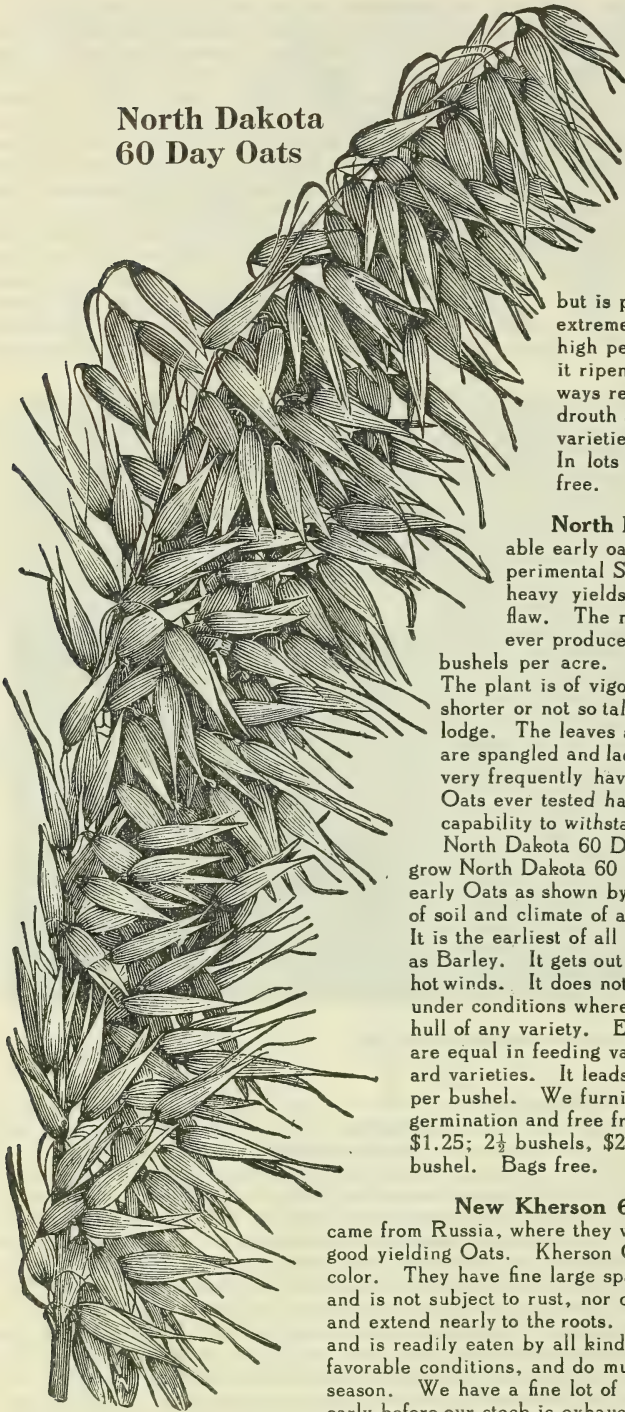 North Dakota
60 Day Oats
but is p
extreme
high pe
it ripen
ways re
drouth
varietie
In lots
free.
North
able early oa
perimental S
heavy yields
flaw. The
ever produce
bushels per acre.
The plant is of vigo
shorter or not so tal
lodge. The leaves
are spangled and la
very frequently hav
Oats ever tested ha
capability to withsta
North Dakota 60 D
grow North Dakota 60
early Oats as shown by
of soil and climate of a
It is the earliest of all
as Barley. It gets out
hot winds. It does not
under conditions where
hull of any variety. E
are equal in feeding va
ard varieties. It leads
per bushel. We furni
germination and free fr
$1.25; 2½ bushels, $2
bushel. Bags free.
New Kherson 6
came from Russia, where they v
good yielding Oats. Kherson
color. They have fine large spa
and is not subject to rust, nor
and extend nearly to the roots.
and is readily eaten by all kind
favorable conditions, and do mu
season. We have a fine lot of
early before our stock is exhaus